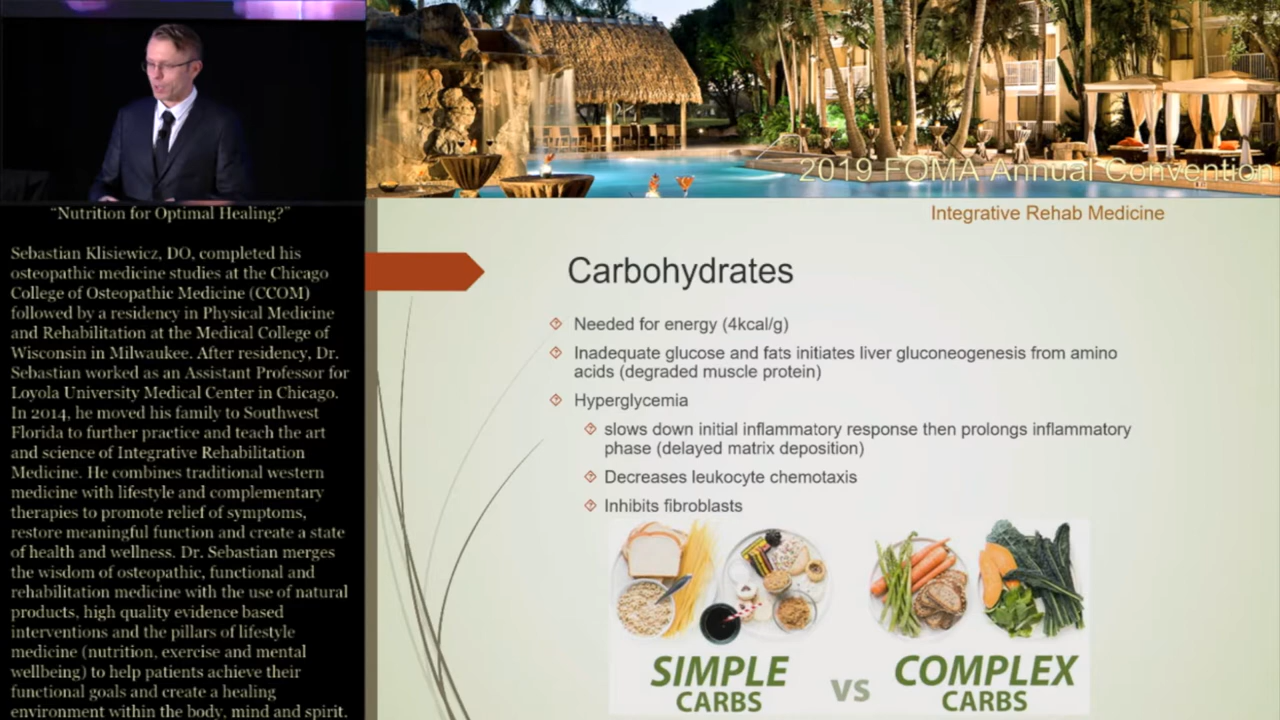 2019 FOMA Annual Convention
"Nutrition for Optimal Healing?"
Sebastian Klisiewicz, DO, completed his
osteopathic medicine studies at the Chicago
College of Osteopathic Medicine (CCOM)
followed by a residency in Physical Medicine
and Rehabilitation at the Medical College of
Wisconsin in Milwaukee. After residency, Dr.
Sebastian worked as an Assistant Professor for
Loyola University Medical Center in Chicago.
In 2014, he moved his family to Southwest
Florida to further practice and teach the art
and science of Integrative Rehabilitation
Medicine. He combines traditional western
medicine with lifestyle and complementary
therapies to promote relief of symptoms,
restore meaningful function and create a state
of health and wellness. Dr. Sebastian merges
the wisdom of osteopathic, functional and
rehabilitation medicine with the use of natural
products, high quality evidence based
interventions and the pillars of lifestyle
medicine (nutrition, exercise and mental
wellbeing) to help patients achieve their
functional goals and create a healing
environment within the body, mind and spirit.
Integrative Rehab Medicine
Carbohydrates
Needed for energy (4kcal/g)
Inadequate glucose and fats initiates liver gluconeogenesis from amino
acids (degraded muscle protein)
Hyperglycemia
slows down initial inflammatory response then prolongs inflammatory
phase (delayed matrix deposition)
Decreases leukocyte chemotaxis
Inhibits fibroblasts
SIMPLE
CARBS
VS
COMPLEX
CARBS